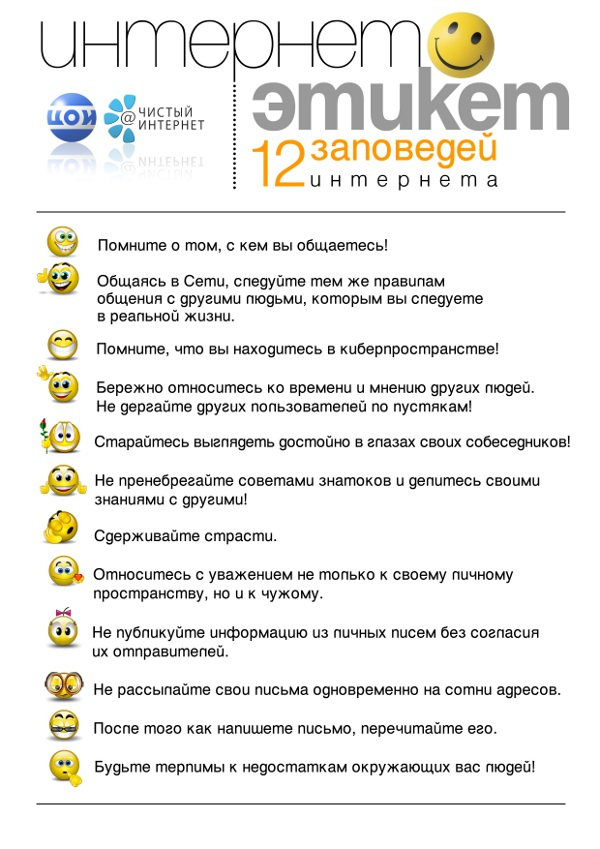 интернет
этикет
12 заповедей
интернета
ЦОИ
@ ЧИСТЫЙ
ИНТЕРНЕТ
Помните о том, с кем вы общаетесь!
Общаясь в Сети, следуйте тем же правилам
общения с другими людьми, которым вы следуете
в реальной жизни.
Помните, что вы находитесь в киберпространстве!
Бережно относитесь ко времени и мнению других людей.
Не дергайте других пользователей по пустякам!
Старайтесь выглядеть достойно в глазах своих собеседников!
Не пренебрегайте советами знатоков и делитесь своими
знаниями с другими!
Сдерживайте страсти.
Относитесь с уважением не только к своему личному
пространству, но и к чужому.
Не публикуйте информацию из личных писем без согласия
их отправителей.
Не рассылайте свои письма одновременно на сотни адресов.
После того как напишете письмо, перечитайте его.
Будьте терпимы к недостаткам окружающих вас людей!